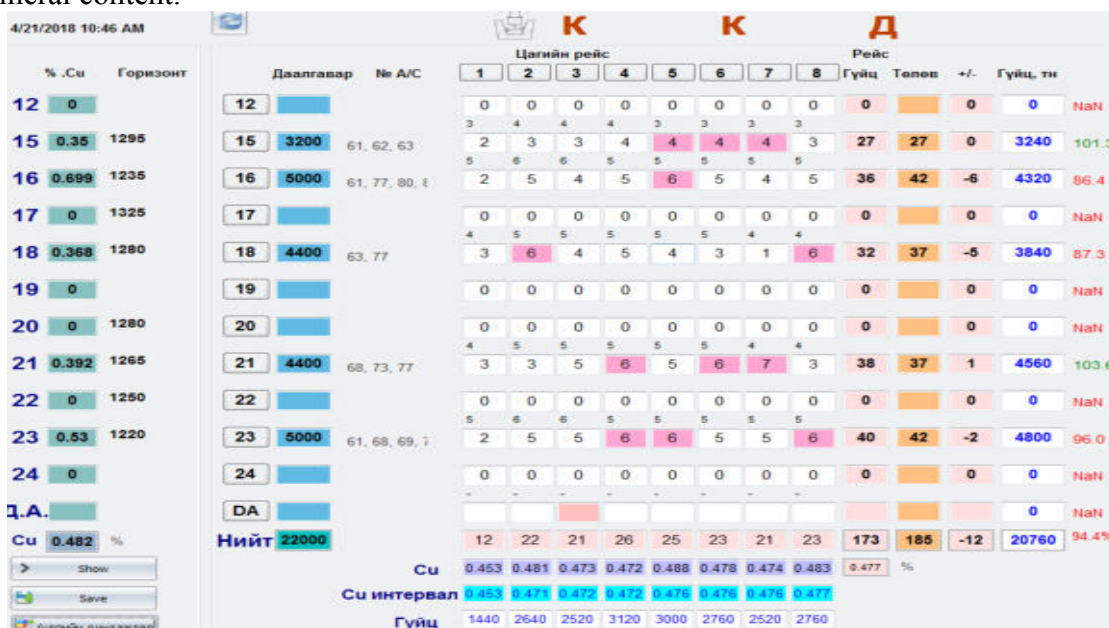 neral content.
4/21/2018 10:46 AM К К Д
Цагийн рейс Рейс
% .Cu Горизонт Даалгавар № A/C 1 2 3 4 5 6 7 8 Гүйц Төлөв +/- Гүйц, тн
12 0 12 0 0 0 0 0 0 0 0 0 0 0 NaN
3 4 4 4 3 3 3 3
15 0.35 1295 15 3200 61, 62, 63 2 3 3 4 4 4 4 3 27 27 0 3240 101.3
5 6 6 5 5 5 5 5
16 0.699 1235 16 5000 61, 77, 80, 2 5 4 5 6 5 4 5 36 42 -6 4320 86.4
17 0 1325 17 0 0 0 0 0 0 0 0 0 0 0 NaN
4 5 5 5 5 5 4 4
18 0.368 1280 18 4400 63, 77 3 6 4 5 4 3 1 6 32 37 -5 3840 87.3
19 0 19 0 0 0 0 0 0 0 0 0 0 0 NaN
20 0 1280 20 0 0 0 0 0 0 0 0 0 0 0 NaN
4 5 5 5 5 5 4 4
21 0.392 1265 21 4400 68, 73, 77 3 3 5 6 5 6 7 3 38 37 1 4560 103.6
22 0 1250 22 0 0 0 0 0 0 0 0 0 0 0 NaN
5 6 6 5 5 5 5 5
23 0.53 1220 23 5000 61, 68, 69, 2 5 5 6 6 5 5 6 40 42 -2 4800 96.0
24 0 24 0 0 0 0 0 0 0 0 0 0 0 NaN
- - - - - - - -
Д.А. DA 0 NaN
Cu 0.482 % Нийт 22000 12 22 21 26 25 23 21 23 173 185 -12 20760 94.4%
> Show Cu 0.453 0.481 0.473 0.472 0.488 0.478 0.474 0.483 0.477 %
Save Cu интервал 0.453 0.471 0.472 0.472 0.476 0.476 0.476 0.477
Гүйц 1440 2640 2520 3120 3000 2760 2520 2760